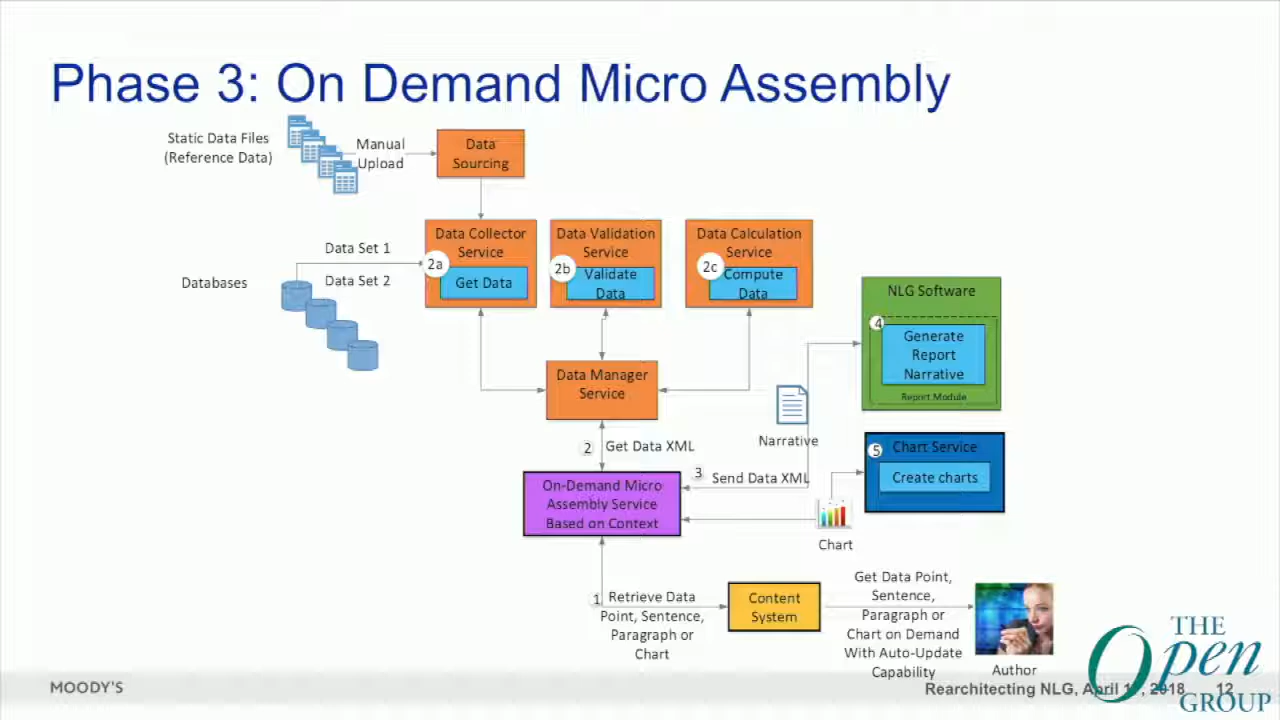 Phase 3: On Demand Micro Assembly
Static Data Files
(Reference Data)
Manual
Upload
Data
Sourcing
Data Set 1
Data Set 2
Databases
Data Collector
Service
2a
Get Data
Data Validation
Service
2b
Validate
Data
Data Calculation
Service
2c
Compute
Data
NLG Software
4
Generate
Report
Narrative
Report Module
Data Manager
Service
Narrative
2
Get Data XML
3
Send Data XML
5
Chart Service
Create charts
On-Demand Micro
Assembly Service
Based on Context
Chart
1
Retrieve Data
Point, Sentence,
Paragraph or
Chart
Content
System
Get Data Point,
Sentence,
Paragraph or
Chart on Demand
With Auto-Update
Capability
Author
MOODY'S
Rearchitecting NLG, April 2018
12
THE
Open
GROUP